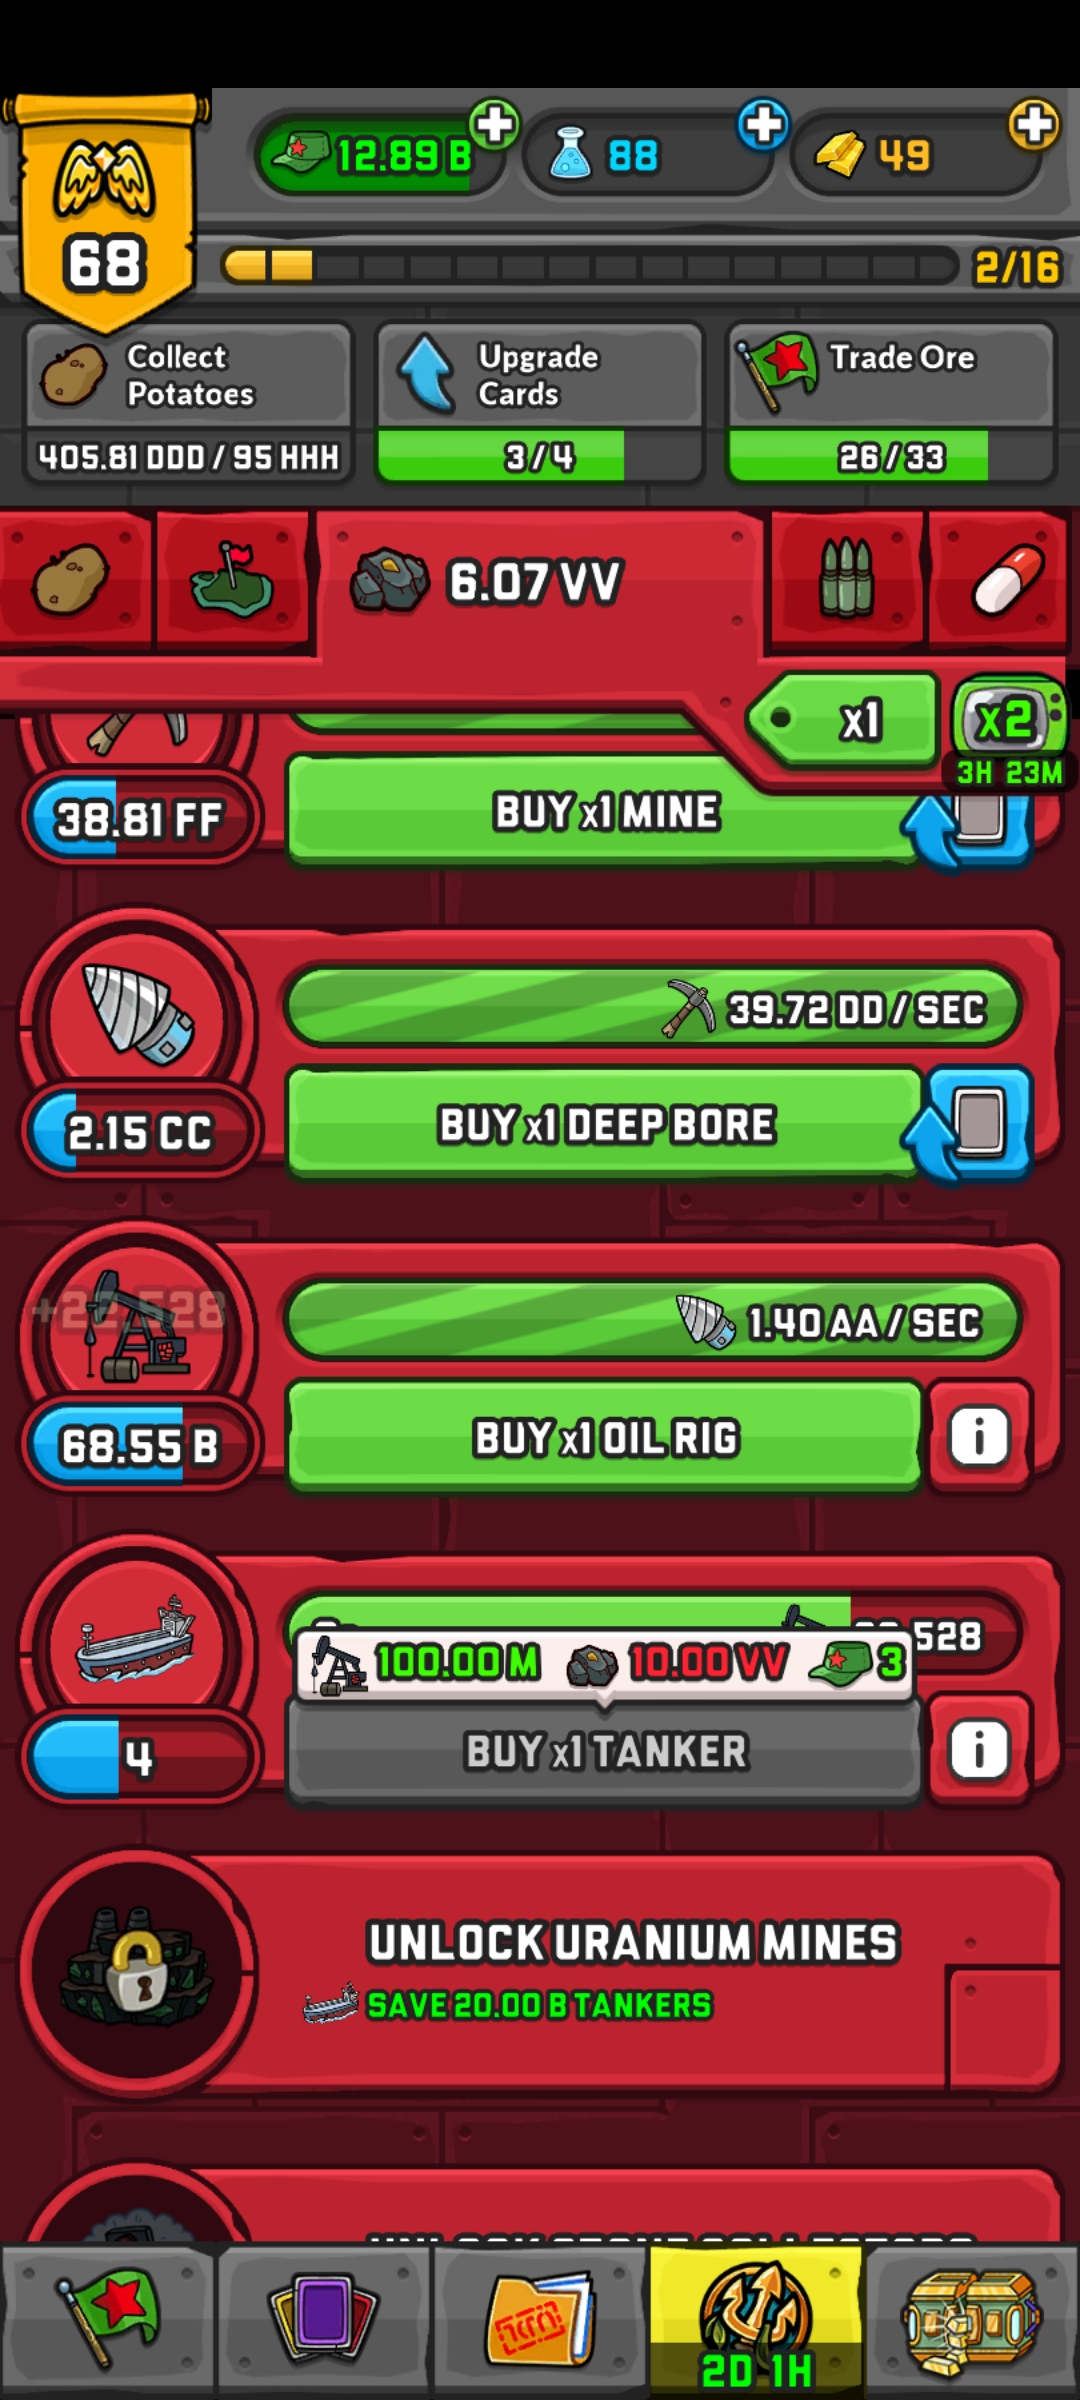 12.89 B
88
49
68
2/16
Collect
Potatoes
405.81 DDD / 95 HHH
Upgrade
Cards
3/4
Trade Ore
26/33
6.07 VV
x1
x2
3H 23M
38.81 FF
BUY x1 MINE
39.72 DD / SEC
2.15 CC
BUY x1 DEEP BORE
+22,528
1.40 AA / SEC
68.55 B
BUY x1 OIL RIG
i
528
100.00 M
10.00 VV
3
4
BUY x1 TANKER
i
UNLOCK URANIUM MINES
SAVE 20.00 B TANKERS
2D 1H